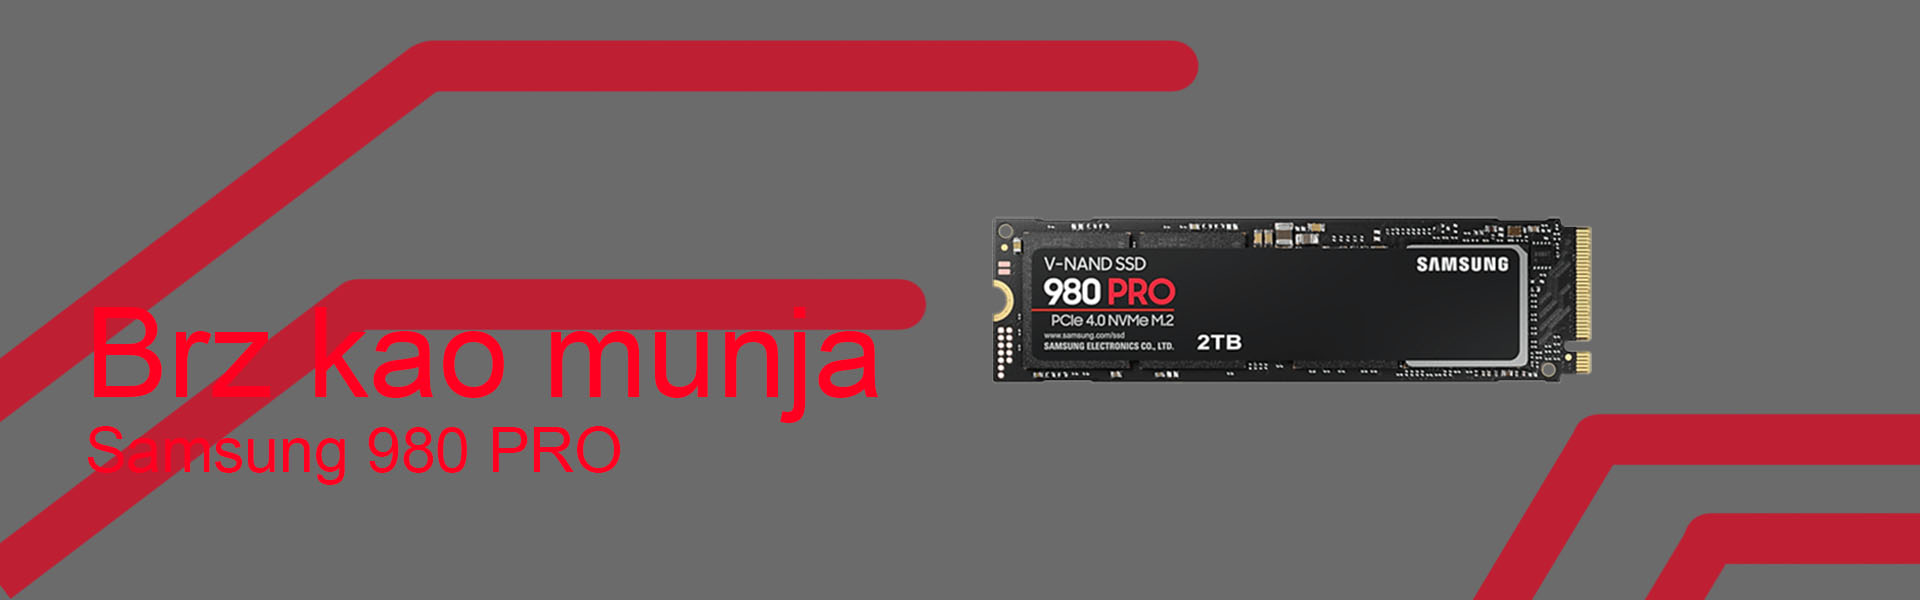 Brz kao munja
Samsung 980 PRO
V-NAND SSD
980 PRO
PCIe 4.0 NVMe M.2
www.samsung.com/ssd
SAMSUNG ELECTRONICS CO., LTD.
2TB
SAMSUNG